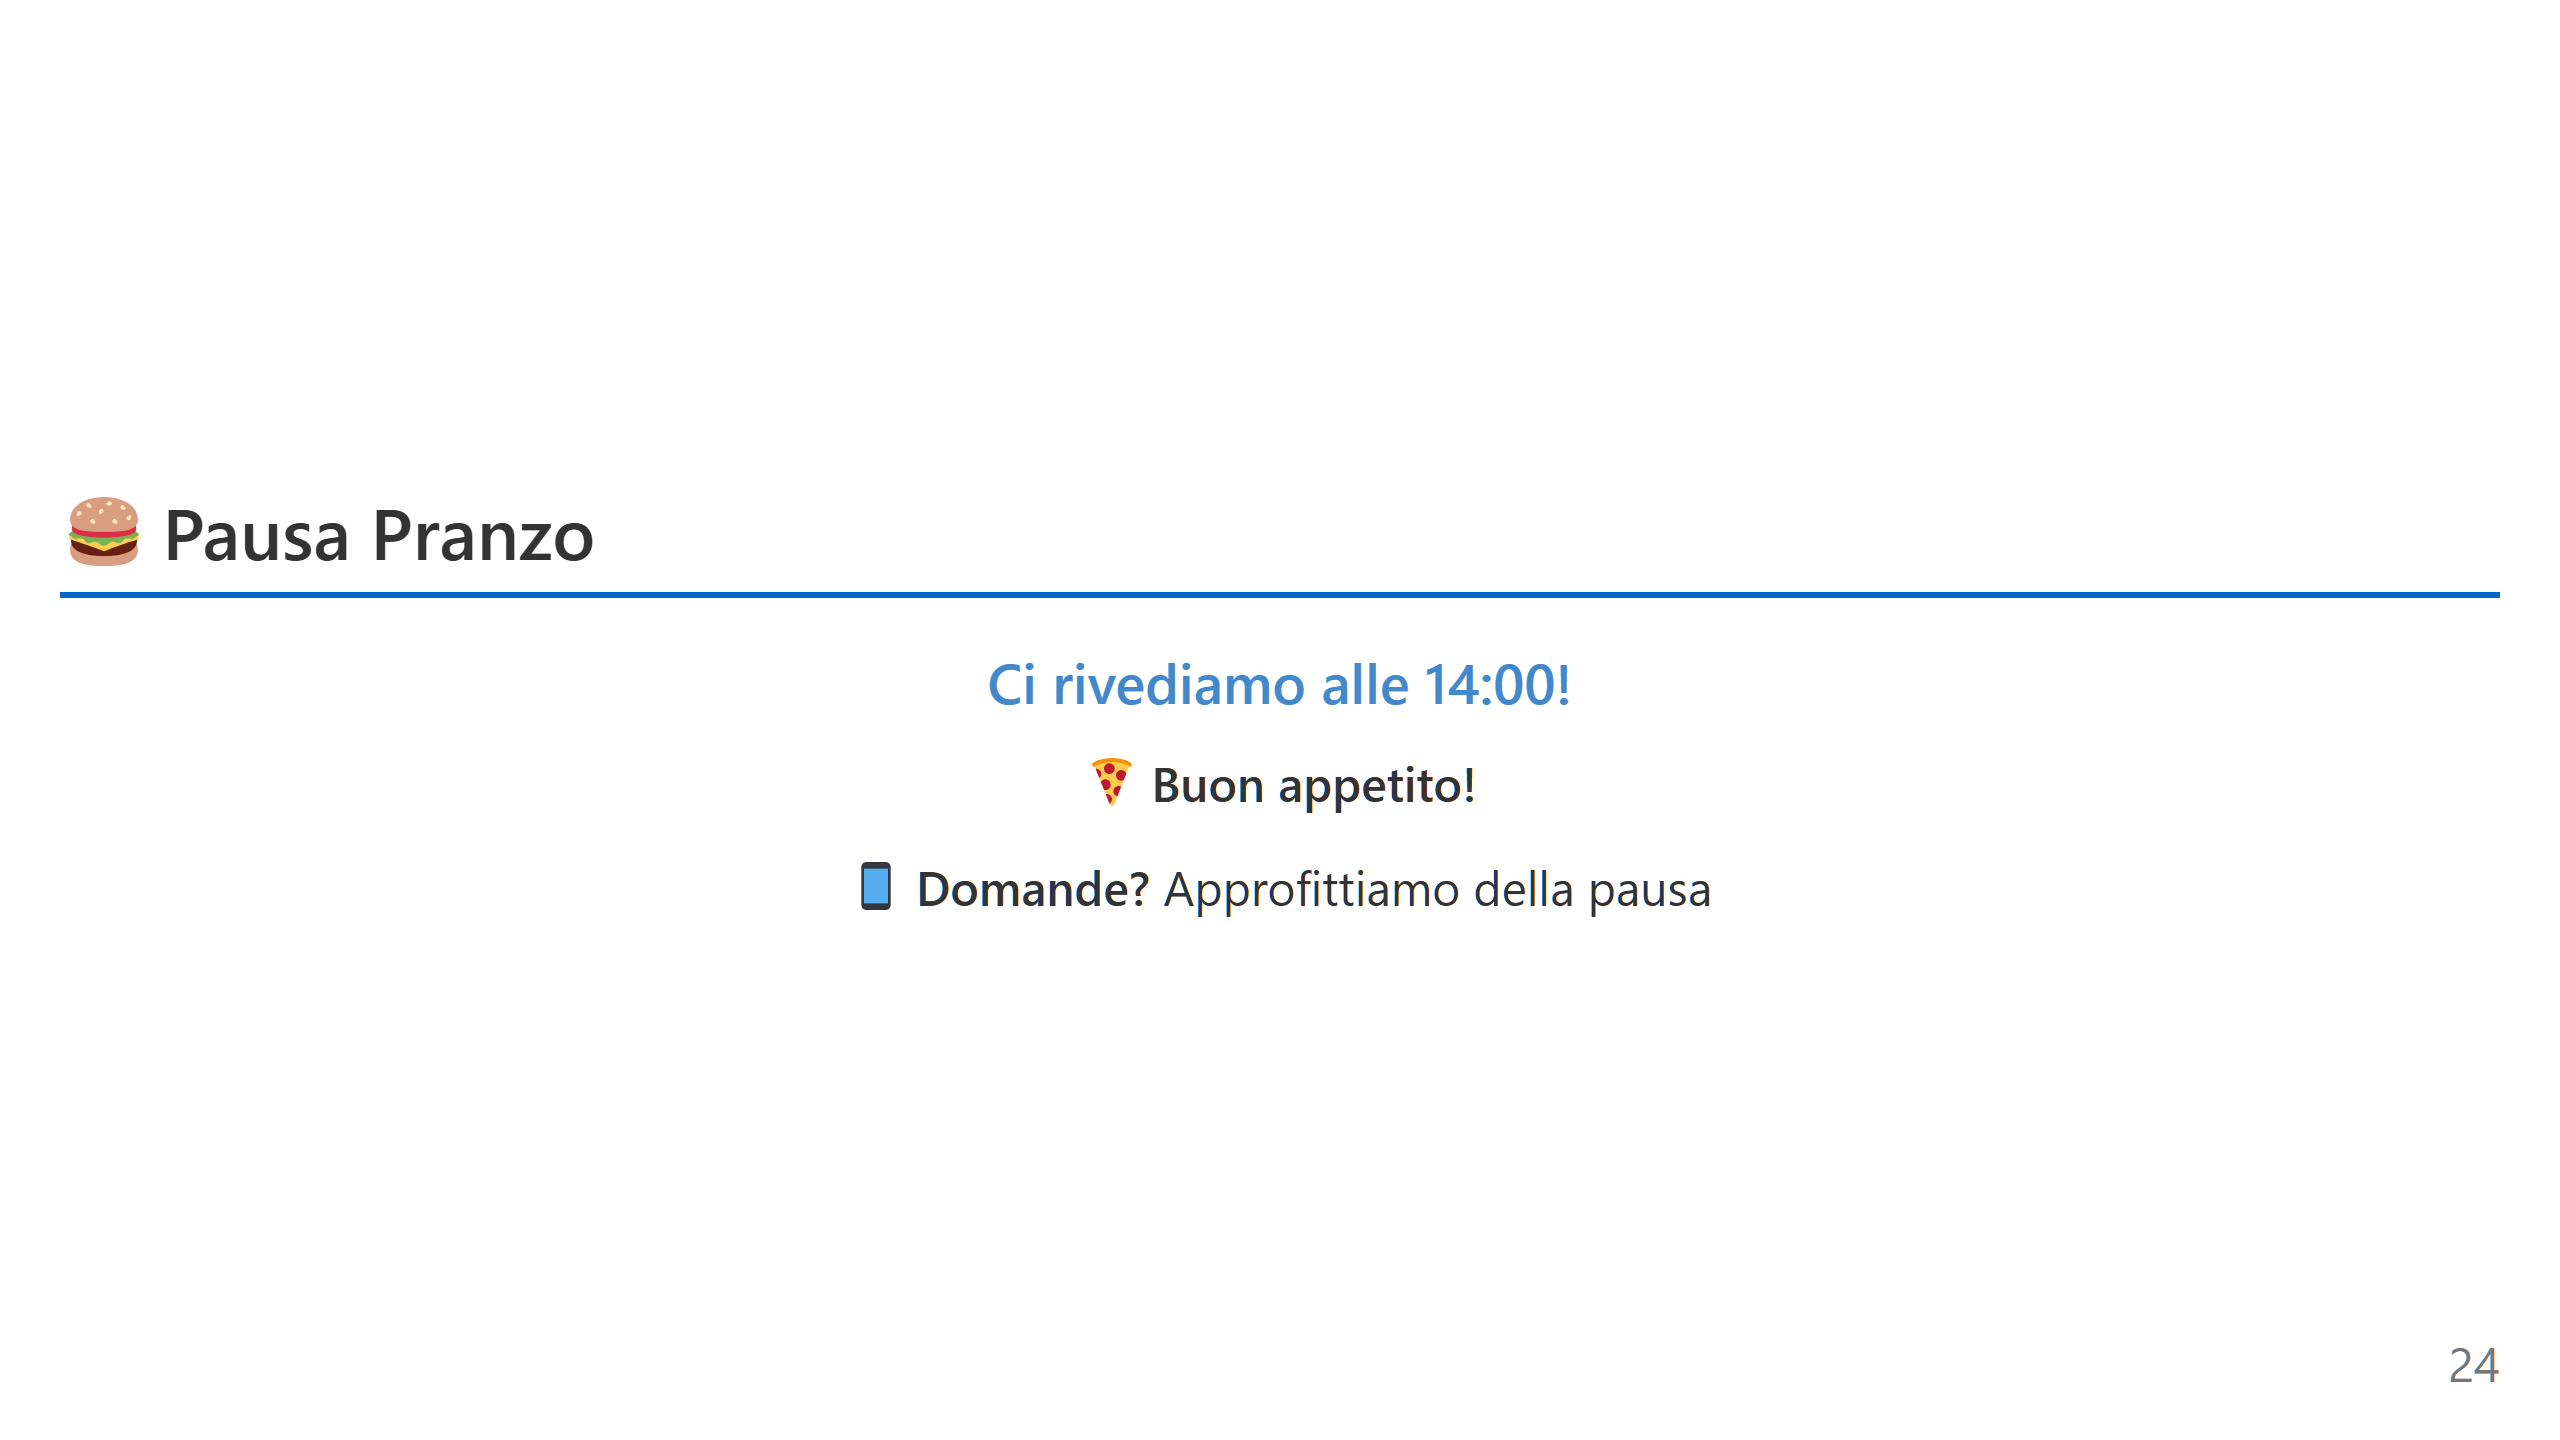 🍔 Pausa Pranzo
Ci rivediamo alle 14:00!
🍕 Buon appetito!
📱 Domande? Approfittiamo della pausa
24